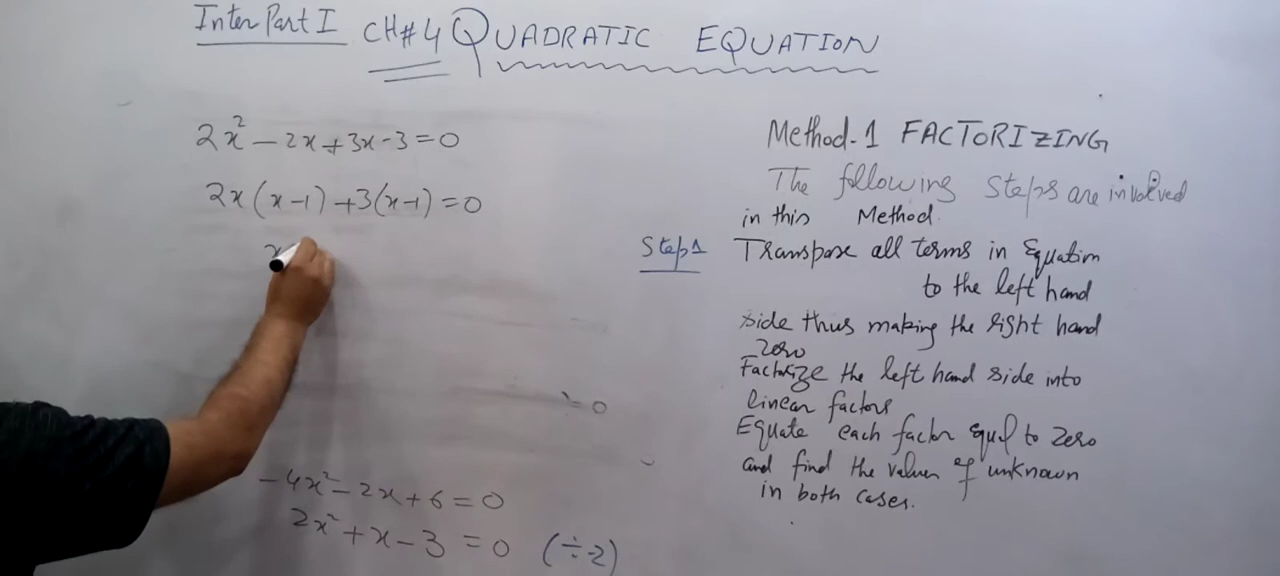 Inter Part I CH#4 QUADRATIC EQUATION
2x² - 2x + 3x - 3 = 0
2x (x - 1) + 3(x - 1) = 0
x
= 0
-4x² - 2x + 6 = 0
2x² + x - 3 = 0 (÷-2)
Method-1 FACTORIZING
The following Steps are involved
in this Method.
Step1 Transpose all terms in Equation
to the left hand
side thus making the right hand
Zero
Factorize the left hand side into
linear factors
Equate each factor equl to Zero
and find the values of unknown
in both cases.